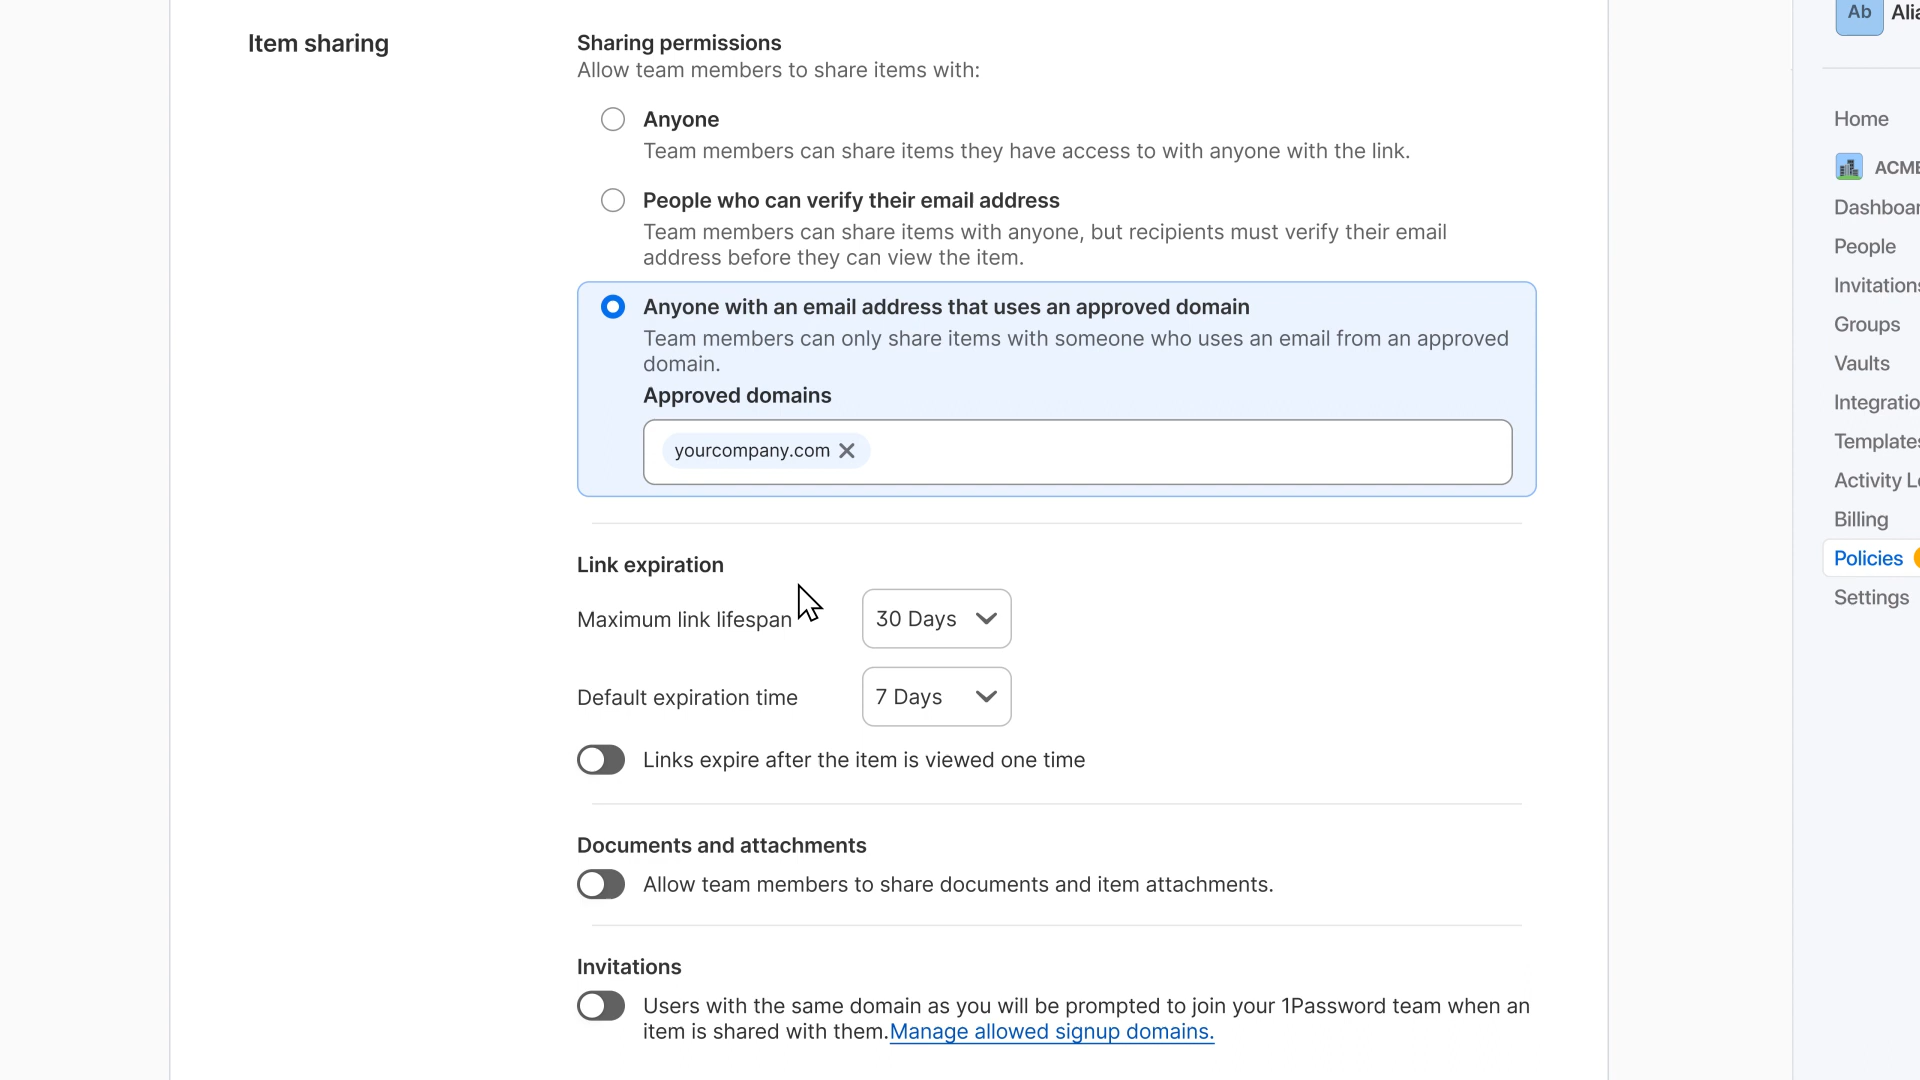 Item sharing
Sharing permissions
Allow team members to share items with:
Anyone
Team members can share items they have access to with anyone with the link.
People who can verify their email address
Team members can share items with anyone, but recipients must verify their email
address before they can view the item.
Anyone with an email address that uses an approved domain
Team members can only share items with someone who uses an email from an approved
domain.
Approved domains
yourcompany.com
Link expiration
Maximum link lifespan
30 Days
Default expiration time
7 Days
Links expire after the item is viewed one time
Documents and attachments
Allow team members to share documents and item attachments.
Invitations
Users with the same domain as you will be prompted to join your 1Password team when an
item is shared with them.Manage allowed signup domains.
Ab
Home
ACME
People
Groups
Vaults
Billing
Policies
Settings
Activity